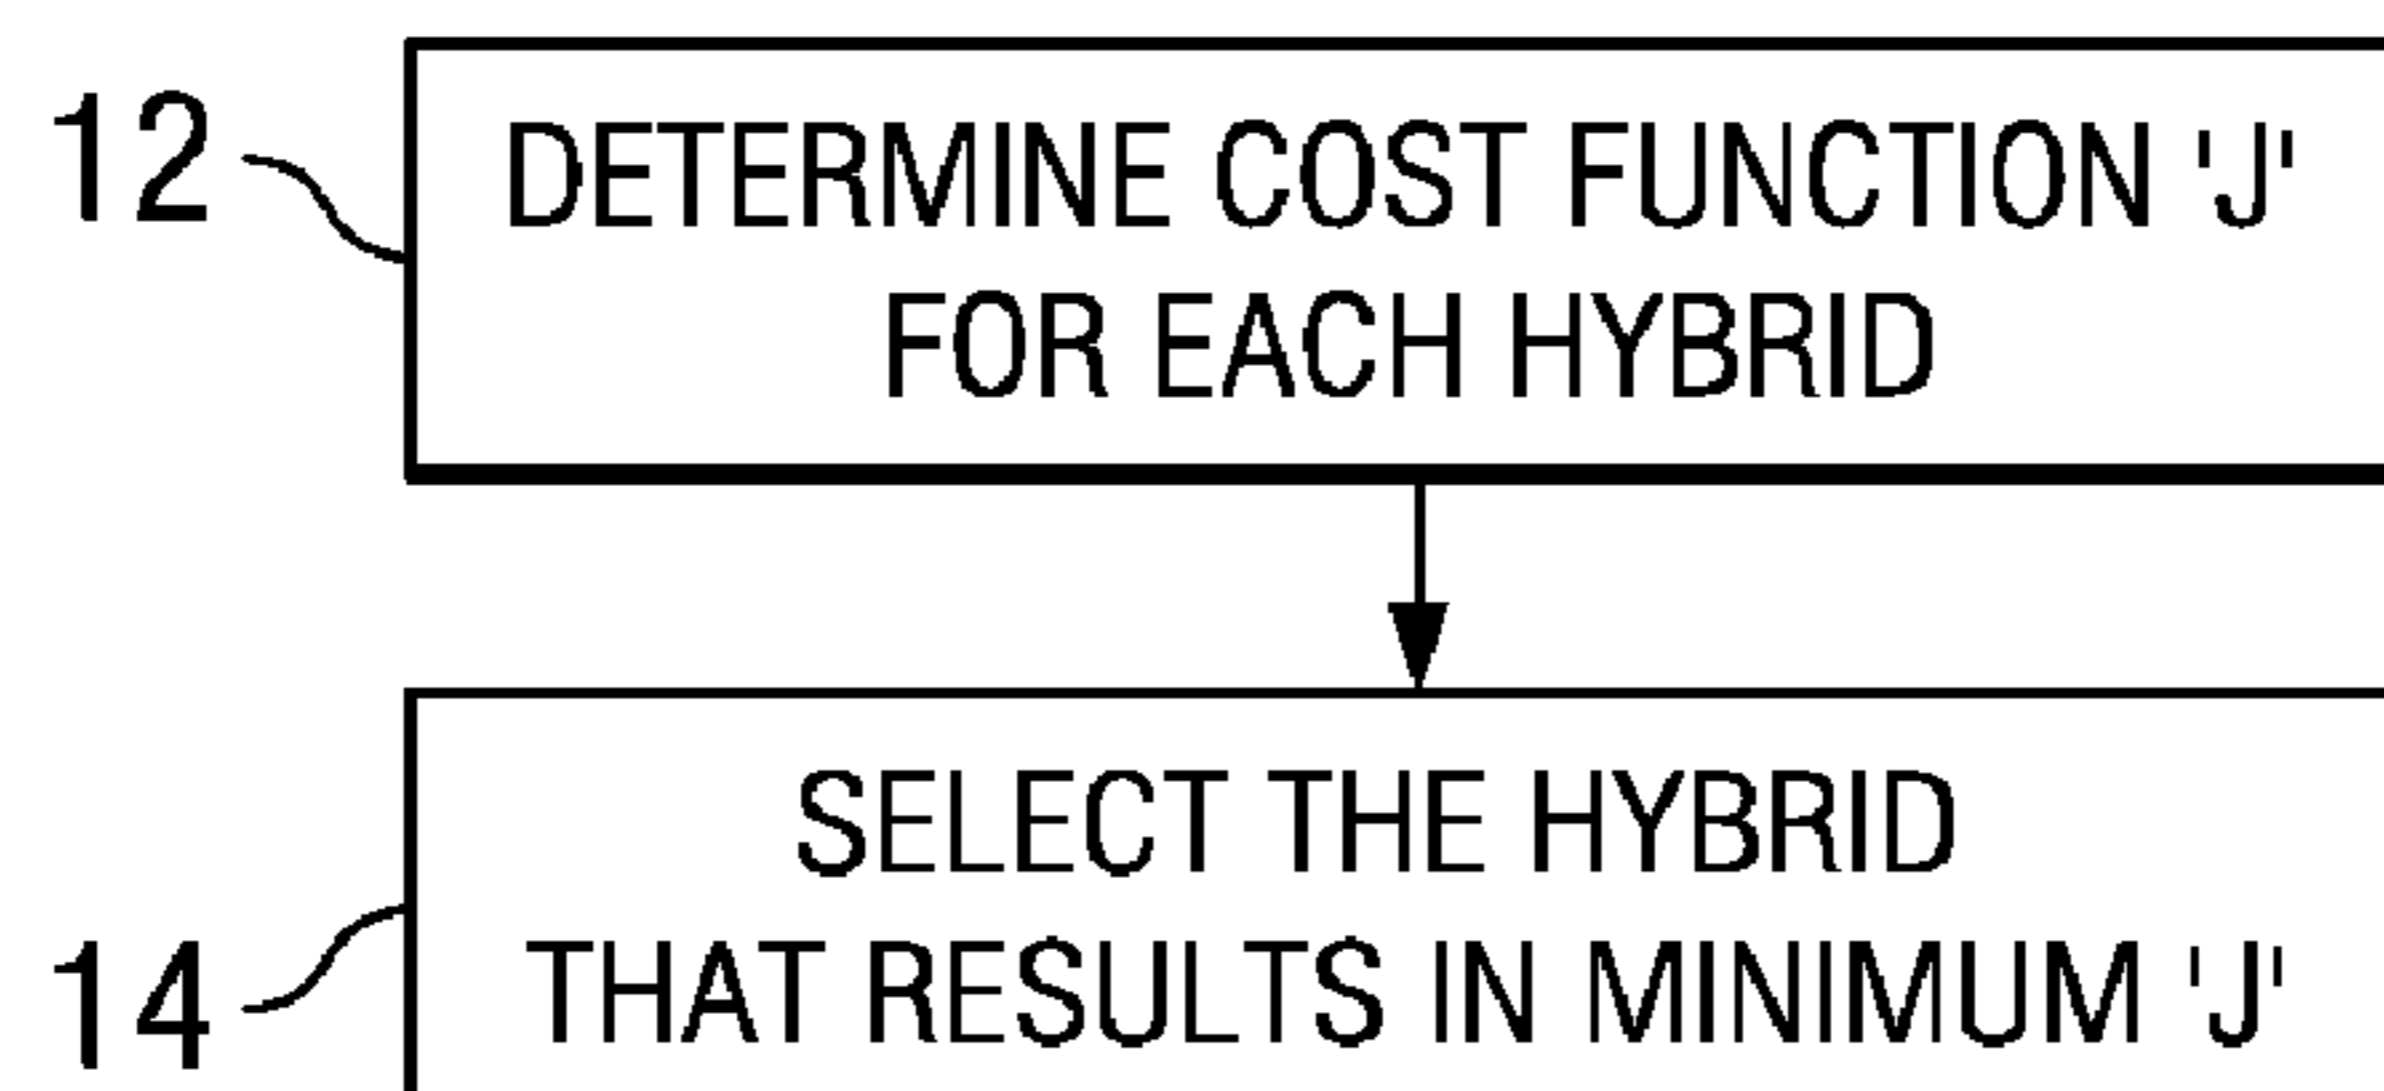 12
DETERMINE COST FUNCTION 'J'
FOR EACH HYBRID
SELECT THE HYBRID
14
THAT RESULTS IN MINIMUM 'J'